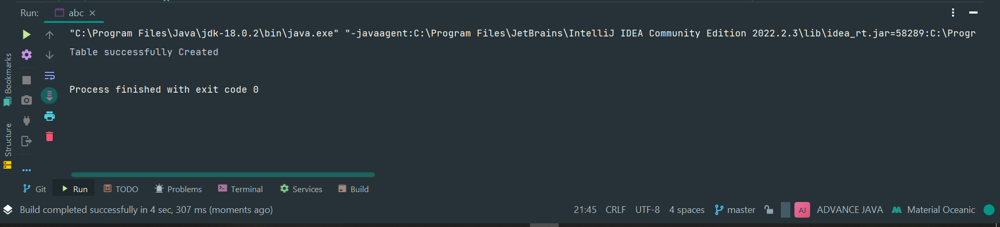 Run: abc
"C:\Program Files\Java\jdk-18.0.2\bin\java.exe" "-javaagent:C:\Program Files\JetBrains\IntelliJ IDEA Community Edition 2022.2.3\lib\idea_rt.jar=58289:C:\Progr
Table successfully Created
Process finished with exit code 0
Bookmarks
Structure
Git Run TODO Problems Terminal Services Build
Build completed successfully in 4 sec, 307 ms (moments ago) 21:45 CRLF UTF-8 4 spaces master AJ ADVANCE JAVA Material Oceanic